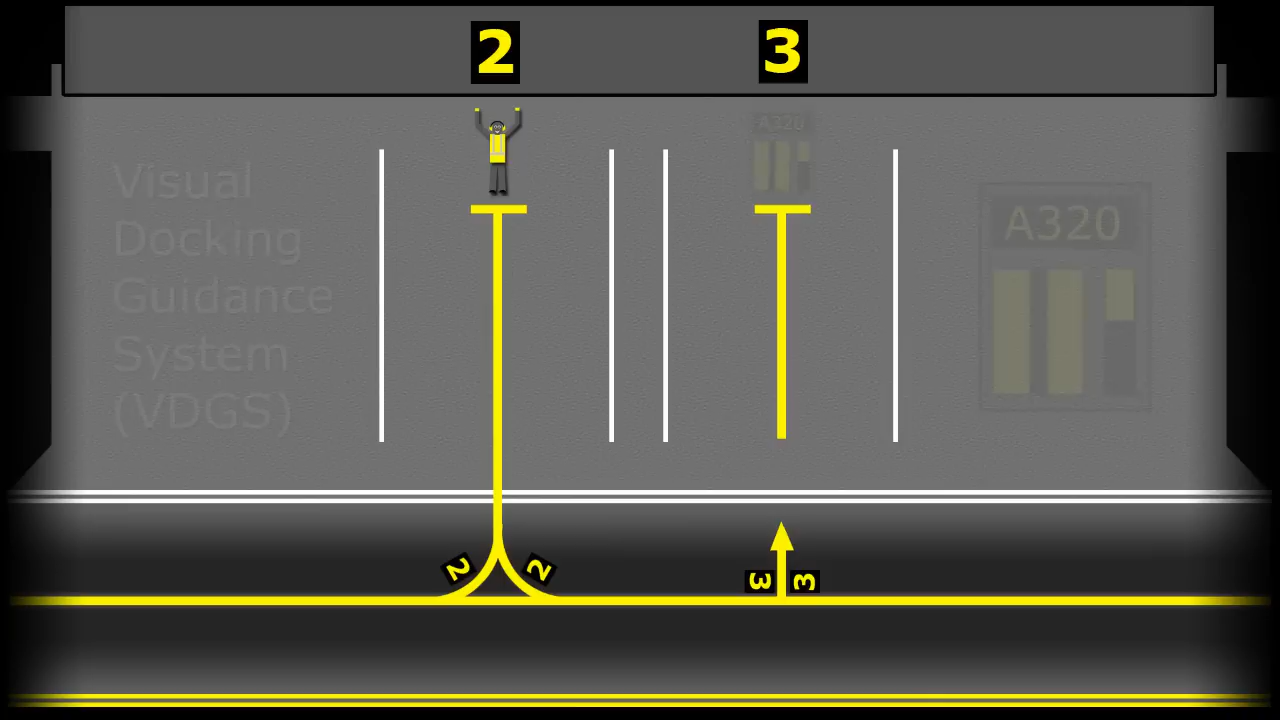 2 3
A320
Visual
Docking
Guidance
System
(VDGS)
A320
2 2
3 3